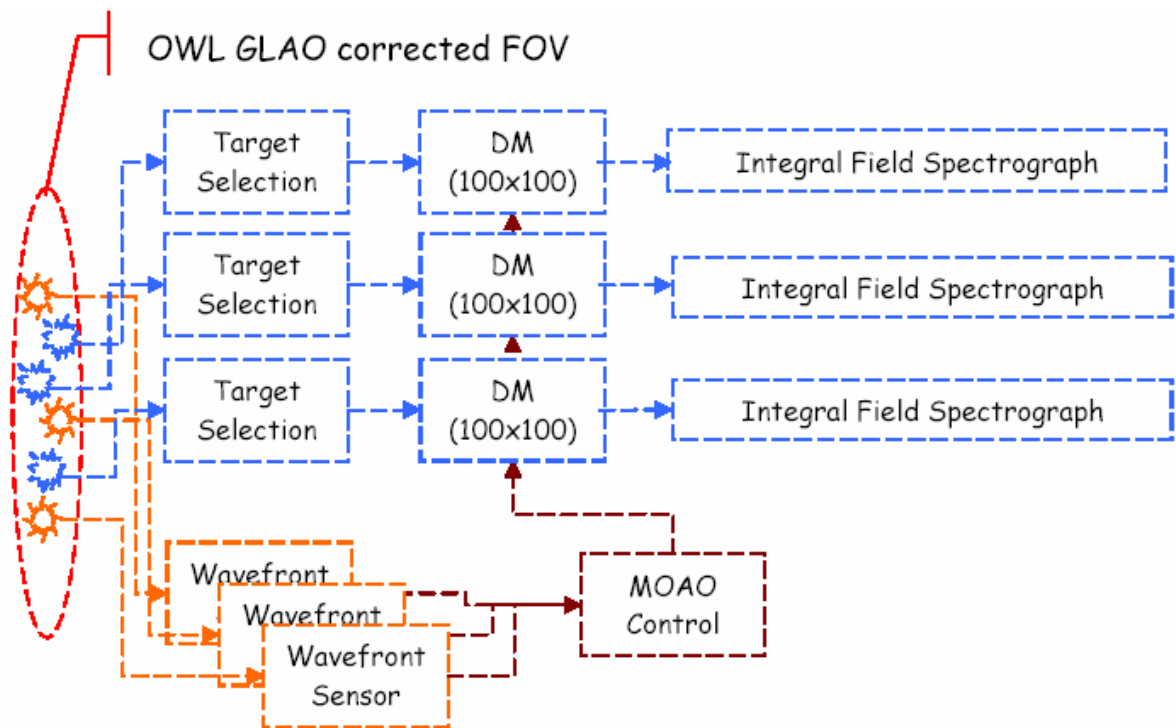 OWL GLAO corrected FOV
Target
Selection
DM
(100x100)
Integral Field Spectrograph
Target
Selection
DM
(100x100)
Integral Field Spectrograph
Target
Selection
DM
(100x100)
Integral Field Spectrograph
Wavefront
Wavefront
Wavefront
Sensor
MOAO
Control